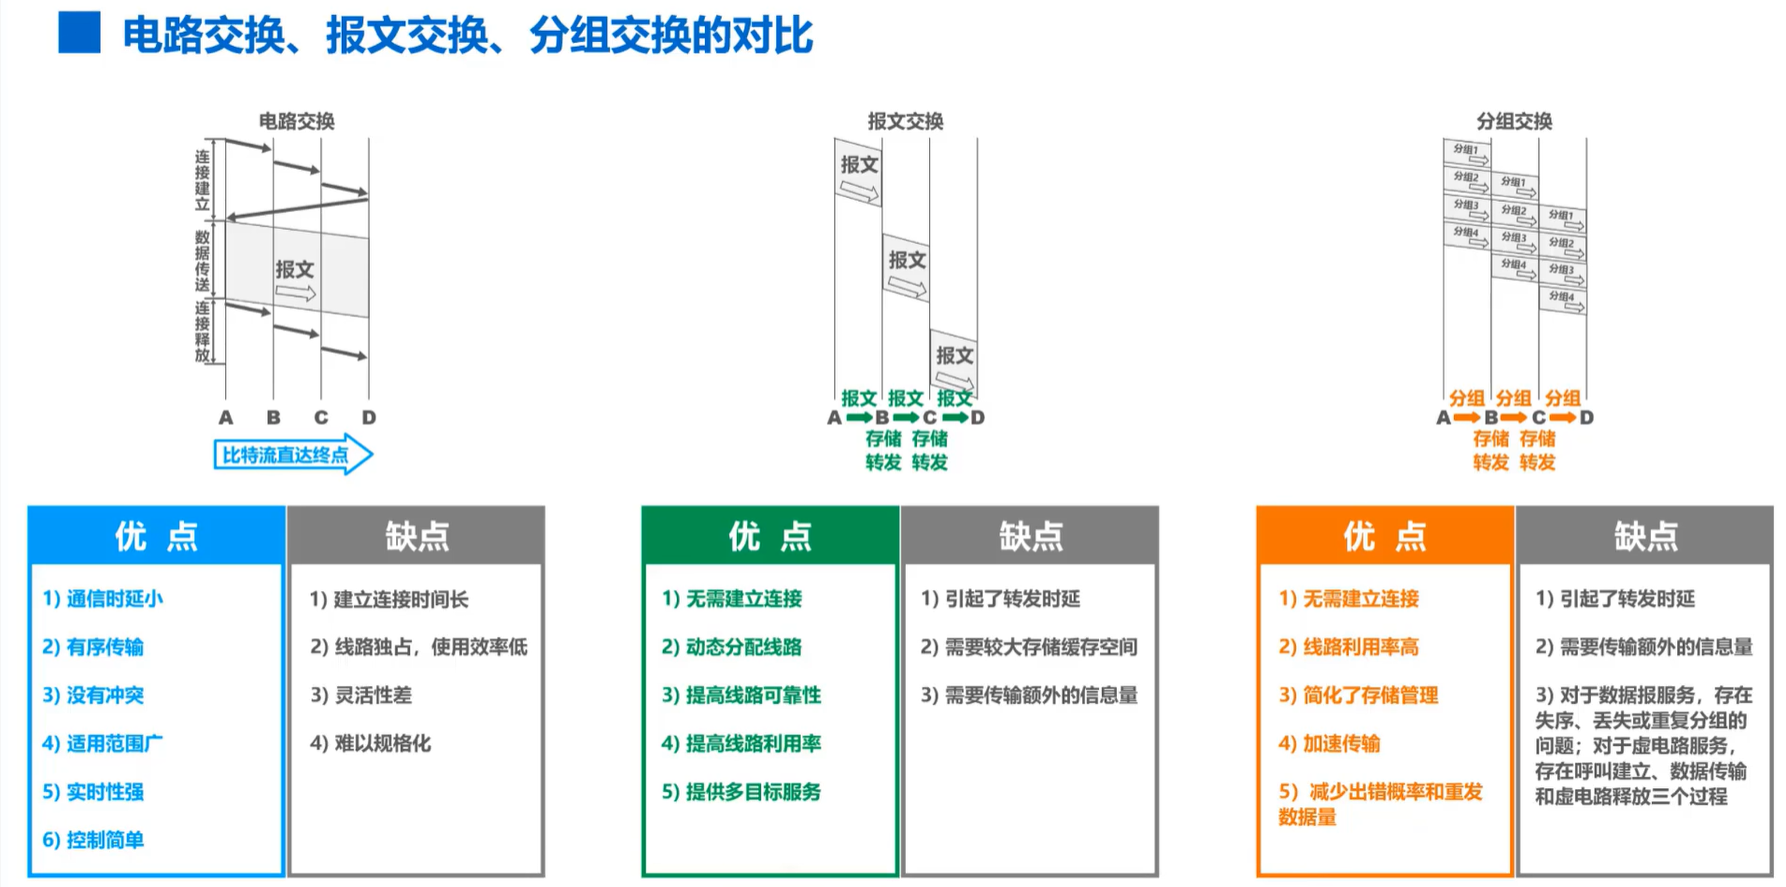 电路交换、报文交换、分组交换的对比
电路交换
连接建立
数据传送
连接释放
报文
A B C D
比特流直达终点
报文交换
报文
报文
报文
报文 报文 报文
A B C D
存储 存储
转发 转发
分组交换
分组1
分组2 分组1
分组3 分组2 分组1
分组4 分组3 分组2
分组4 分组3
分组4
分组 分组 分组
A B C D
存储 存储
转发 转发
优 点
1) 通信时延小
2) 有序传输
3) 没有冲突
4) 适用范围广
5) 实时性强
6) 控制简单
缺点
1) 建立连接时间长
2) 线路独占，使用效率低
3) 灵活性差
4) 难以规格化
优 点
1) 无需建立连接
2) 动态分配线路
3) 提高线路可靠性
4) 提高线路利用率
5) 提供多目标服务
缺点
1) 引起了转发时延
2) 需要较大存储缓存空间
3) 需要传输额外的信息量
优 点
1) 无需建立连接
2) 线路利用率高
3) 简化了存储管理
4) 加速传输
5）减少出错概率和重发
数据量
缺点
1) 引起了转发时延
2) 需要传输额外的信息量
3) 对于数据报服务，存在
失序、丢失或重复分组的
问题；对于虚电路服务，
存在呼叫建立、数据传输
和虚电路释放三个过程